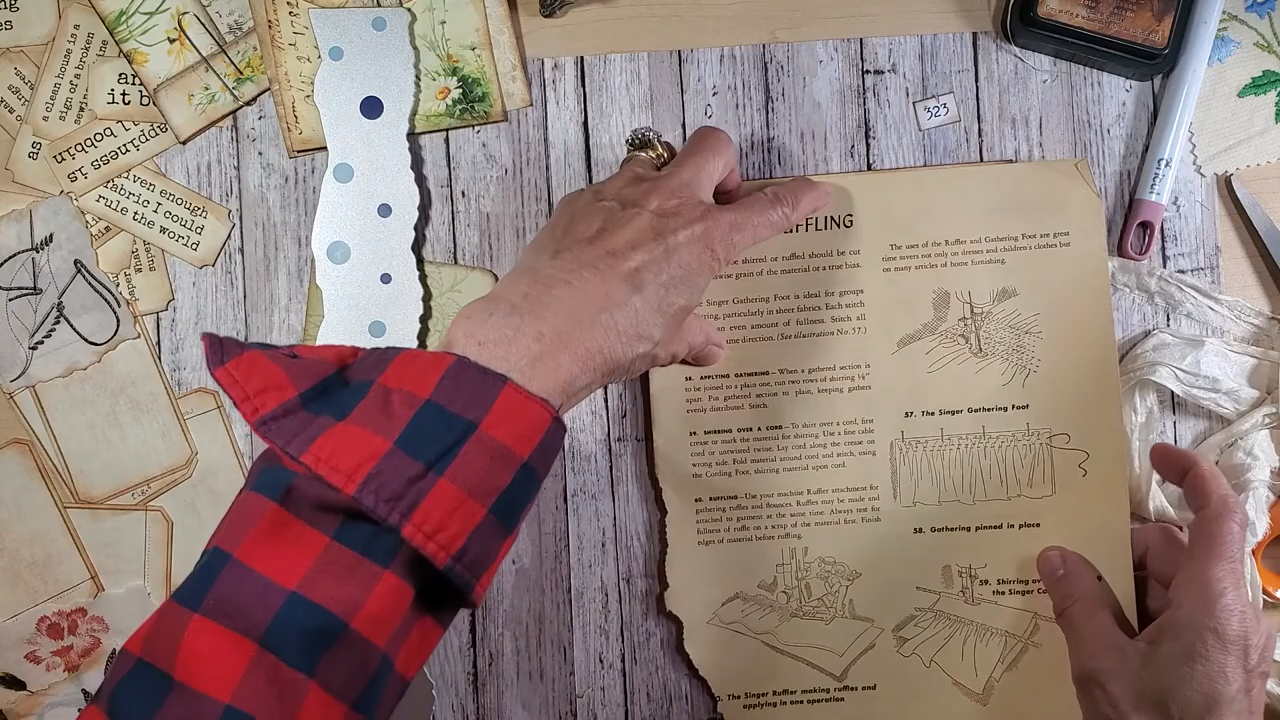 a clean house is a
sign of a broken
an
it b
as
happiness is
bobbin
iven enough
fabric I could
rule the world
Fig.4
323
Cricut
UFFLING
be shirted or ruffled should be cut
wise grain of the material or a true bias.
Singer Gathering Foot is ideal for groups
rring, particularly in sheer fabrics. Each stitch
an even amount of fullness. Stitch all
ame direction. (See illustration No. 57.)
58. APPLYING GATHERING—When a gathered section is
to be joined to a plain one, run two rows of shirring ⅛"
apart. Pin gathered section to plain, keeping gathers
evenly distributed. Stitch.
59. SHIRRING OVER A CORD—To shirr over a cord, first
crease or mark the material for shirring. Use a fine cable
cord or untwisted twine. Lay cord along the crease on
wrong side. Fold material around cord and stitch, using
the Cording Foot, shirring material upon cord.
60. RUFFLING—Use your machine Ruffler attachment for
gathering ruffles and flounces. Ruffles may be made and
attached to garment at the same time. Always test for
fullness of ruffle on a scrap of the material first. Finish
edges of material before ruffling.
. The Singer Ruffler making ruffles and
applying in one operation
The uses of the Ruffler and Gathering Foot are great
time savers not only on dresses and children's clothes but
on many articles of home furnishing.
57. The Singer Gathering Foot
58. Gathering pinned in place
59. Shirring ov
the Singer Co